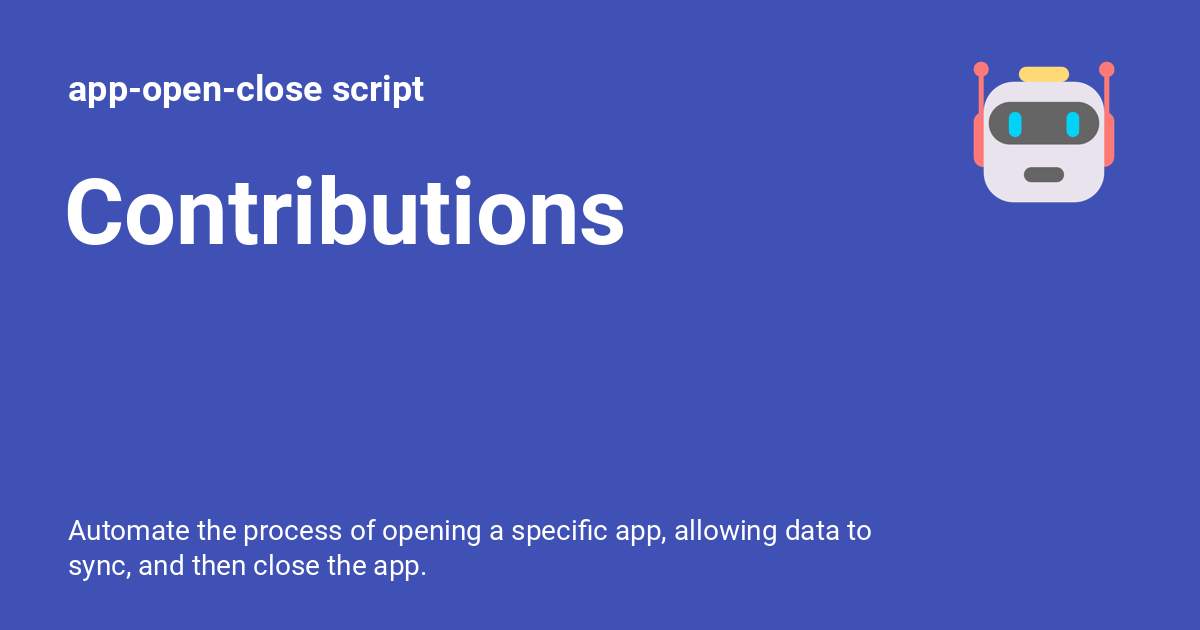 app-open-close script
Contributions
Automate the process of opening a specific app, allowing data to
sync, and then close the app.